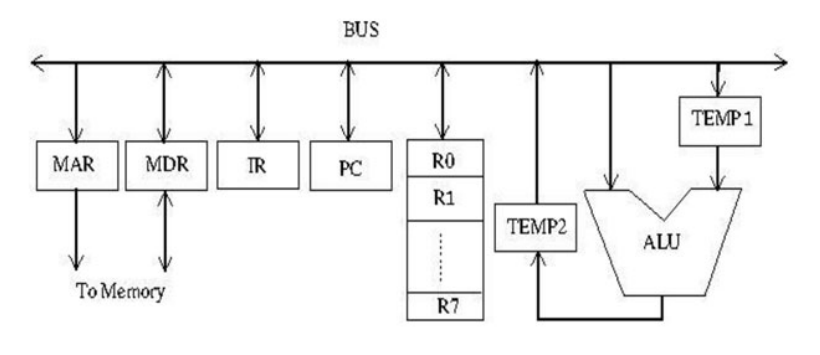 BUS
MAR
MDR
IR
PC
R0
R1
R7
TEMP2
TEMP1
ALU
To Memory